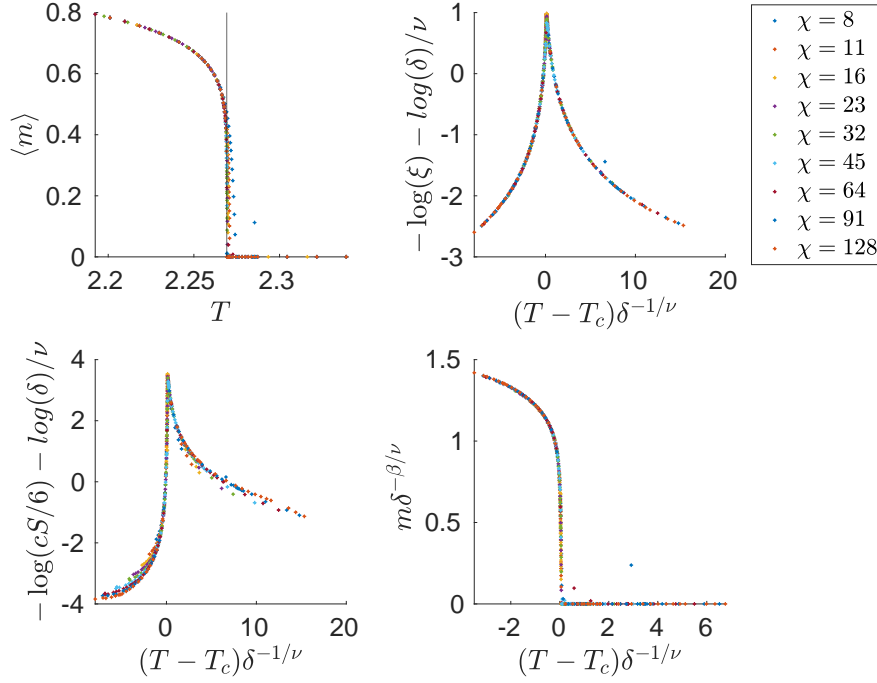 0.8
0.6
0.4
0.2
0
⟨m⟩
2.2
2.25
2.3
T
1
0
-1
-2
-3
− log(ξ) − log(δ)/ν
0
10
20
(T − T_c)δ^{−1/ν}
χ = 8
χ = 11
χ = 16
χ = 23
χ = 32
χ = 45
χ = 64
χ = 91
χ = 128
4
2
0
-2
-4
− log(cS/6) − log(δ)/ν
0
10
20
(T − T_c)δ^{−1/ν}
1.5
1
0.5
0
mδ^{−β/ν}
-2
0
2
4
6
(T − T_c)δ^{−1/ν}